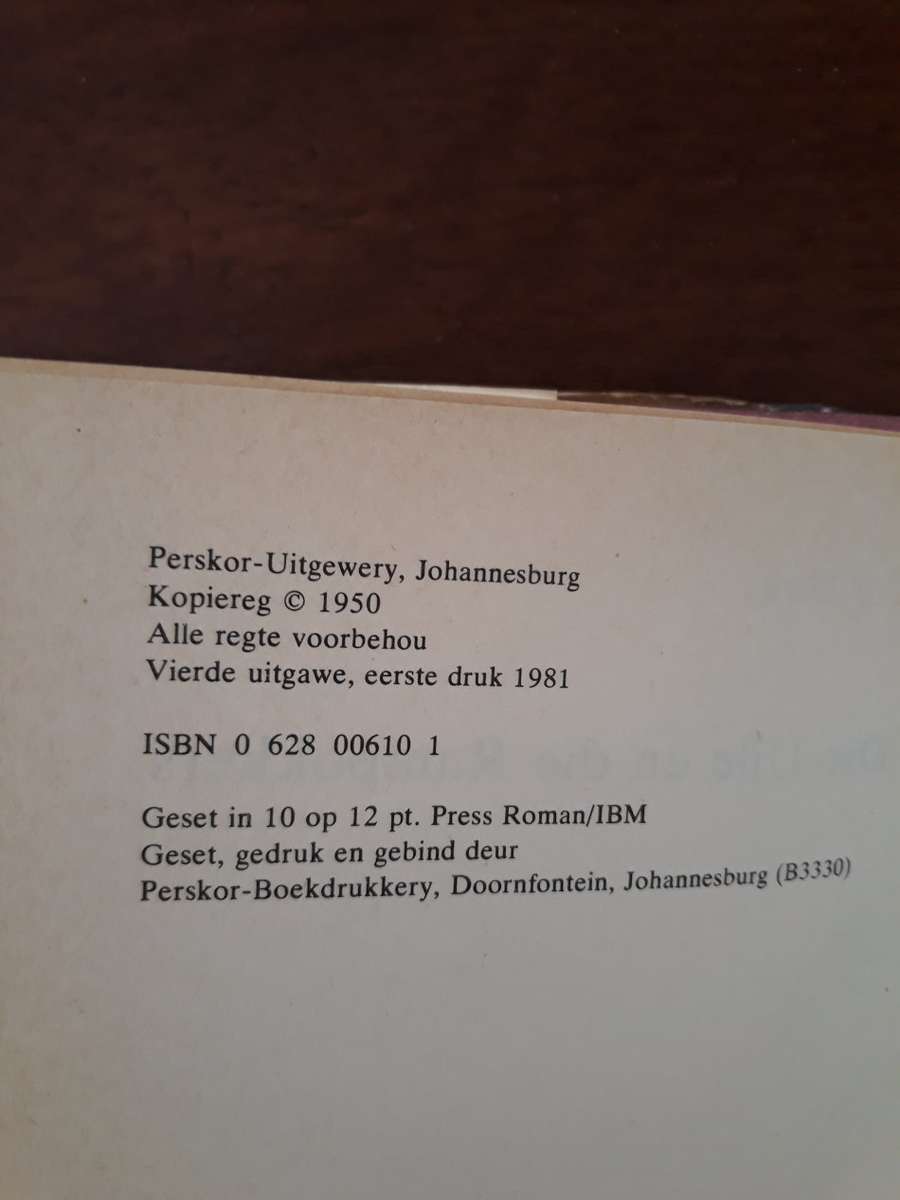 Perskor-Uitgewery, Johannesburg
Kopiereg © 1950
Alle regte voorbehou
Vierde uitgawe, eerste druk 1981
ISBN 0 628 00610 1
Geset in 10 op 12 pt. Press Roman/IBM
Geset, gedruk en gebind deur
Perskor-Boekdrukkery, Doornfontein, Johannesburg (B3330)